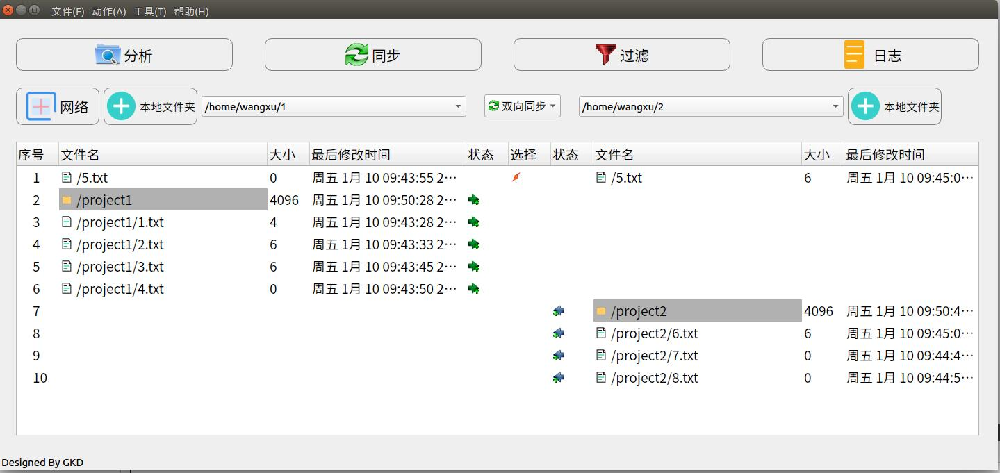 文件(F) 动作(A) 工具(T) 帮助(H)
分析 同步 过滤 日志
网络 本地文件夹 /home/wangxu/1 双向同步 /home/wangxu/2 本地文件夹
序号 文件名 大小 最后修改时间 状态 选择 状态 文件名 大小 最后修改时间
1 /5.txt 0 周五 1月 10 09:43:55 2… /5.txt 6 周五 1月 10 09:45:0…
2 /project1 4096 周五 1月 10 09:50:28 2…
3 /project1/1.txt 4 周五 1月 10 09:43:28 2…
4 /project1/2.txt 6 周五 1月 10 09:43:33 2…
5 /project1/3.txt 6 周五 1月 10 09:43:45 2…
6 /project1/4.txt 0 周五 1月 10 09:43:50 2…
7 /project2 4096 周五 1月 10 09:50:4…
8 /project2/6.txt 6 周五 1月 10 09:45:0…
9 /project2/7.txt 0 周五 1月 10 09:44:4…
10 /project2/8.txt 0 周五 1月 10 09:44:5…
Designed By GKD